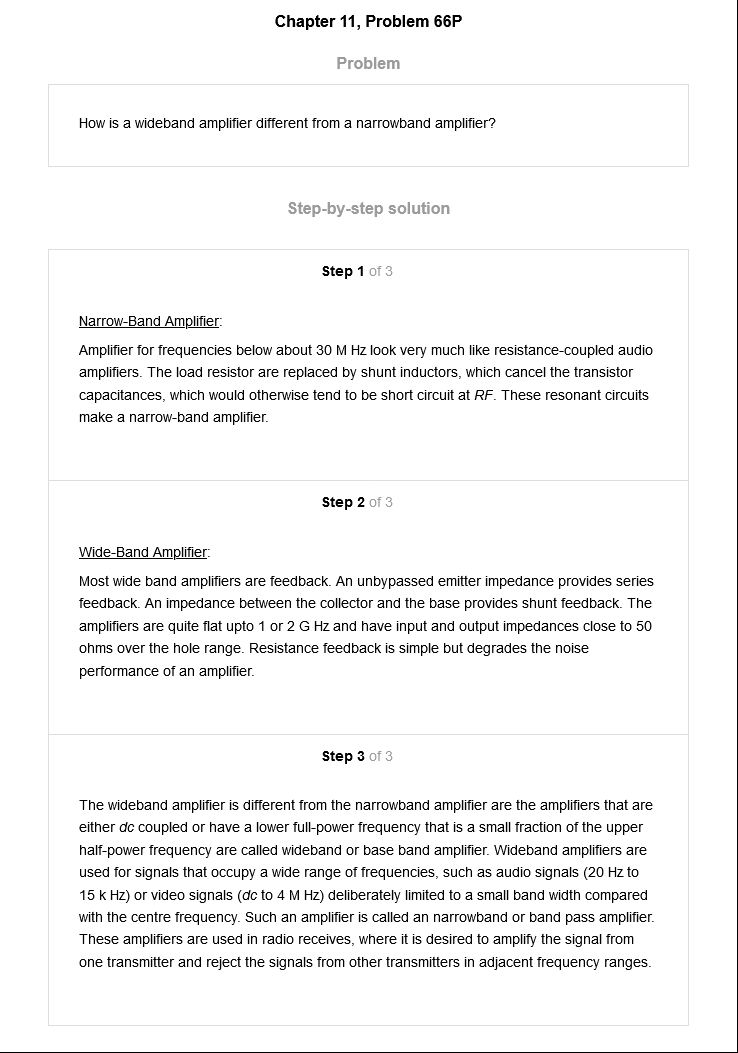 Chapter 11, Problem 66P
Problem
How is a wideband amplifier different from a narrowband amplifier?
Step-by-step solution
Step 1 of 3
Narrow-Band Amplifier:
Amplifier for frequencies below about 30 M Hz look very much like resistance-coupled audio
amplifiers. The load resistor are replaced by shunt inductors, which cancel the transistor
capacitances, which would otherwise tend to be short circuit at RF. These resonant circuits
make a narrow-band amplifier.
Step 2 of 3
Wide-Band Amplifier:
Most wide band amplifiers are feedback. An unbypassed emitter impedance provides series
feedback. An impedance between the collector and the base provides shunt feedback. The
amplifiers are quite flat upto 1 or 2 G Hz and have input and output impedances close to 50
ohms over the hole range. Resistance feedback is simple but degrades the noise
performance of an amplifier.
Step 3 of 3
The wideband amplifier is different from the narrowband amplifier are the amplifiers that are
either dc coupled or have a lower full-power frequency that is a small fraction of the upper
half-power frequency are called wideband or base band amplifier. Wideband amplifiers are
used for signals that occupy a wide range of frequencies, such as audio signals (20 Hz to
15 k Hz) or video signals (dc to 4 M Hz) deliberately limited to a small band width compared
with the centre frequency. Such an amplifier is called an narrowband or band pass amplifier.
These amplifiers are used in radio receives, where it is desired to amplify the signal from
one transmitter and reject the signals from other transmitters in adjacent frequency ranges.